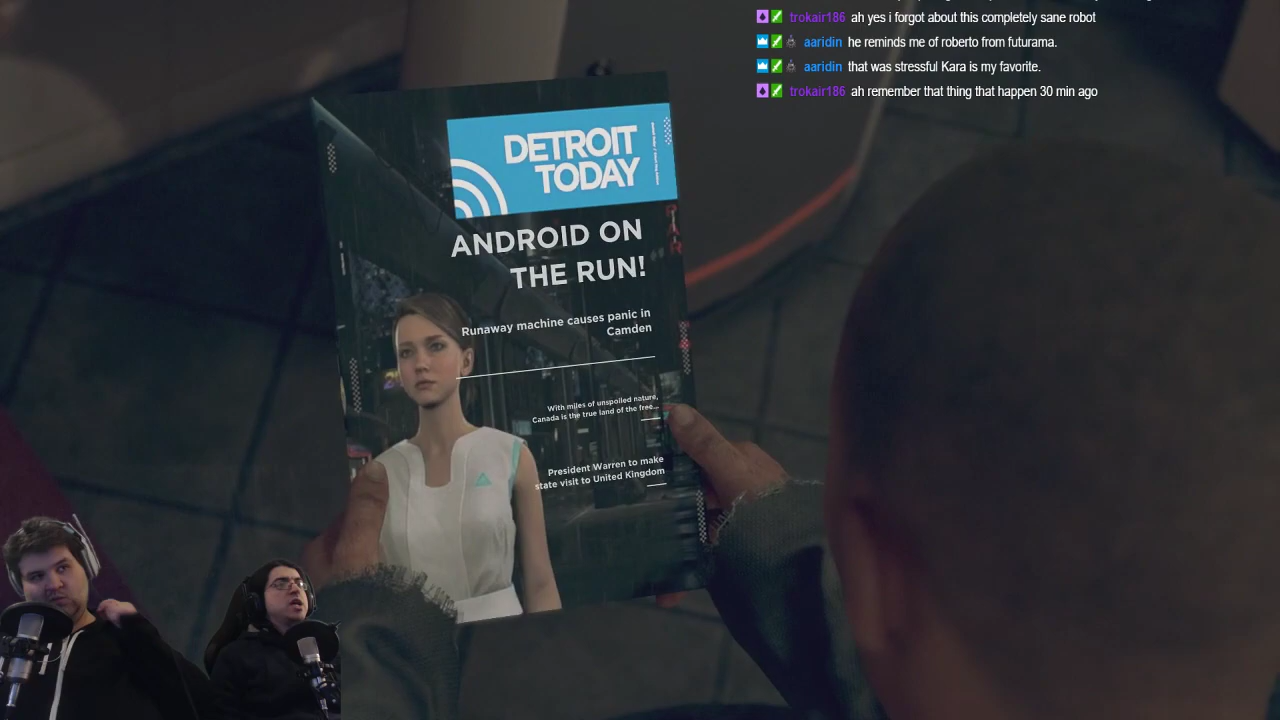 trokair186 ah yes i forgot about this completely sane robot
aaridin he reminds me of roberto from futurama.
aaridin that was stressful Kara is my favorite.
trokair186 ah remember that thing that happen 30 min ago
DETROIT
TODAY
ANDROID ON
THE RUN!
Runaway machine causes panic in
Camden
With miles of unspoiled nature,
Canada is the true land of the free...
President Warren to make
state visit to United Kingdom